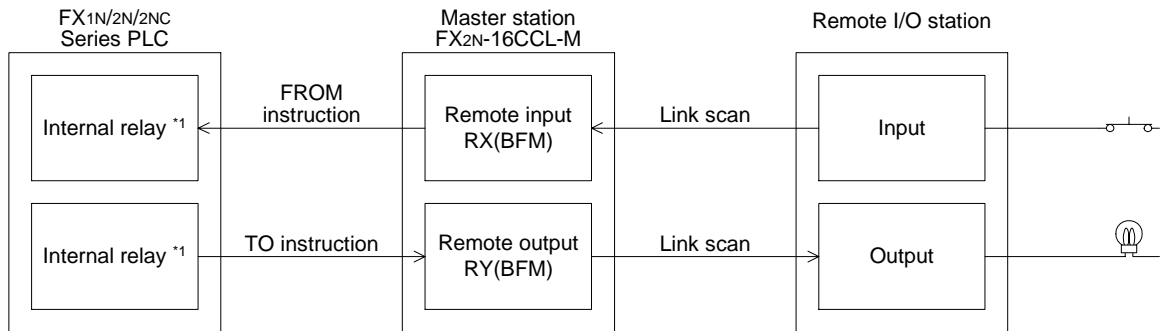 FX1N/2N/2NC
Series PLC
Master station
FX2N-16CCL-M
Remote I/O station
Internal relay *1
FROM
instruction
Remote input
RX(BFM)
Link scan
Input
Internal relay *1
TO instruction
Remote output
RY(BFM)
Link scan
Output